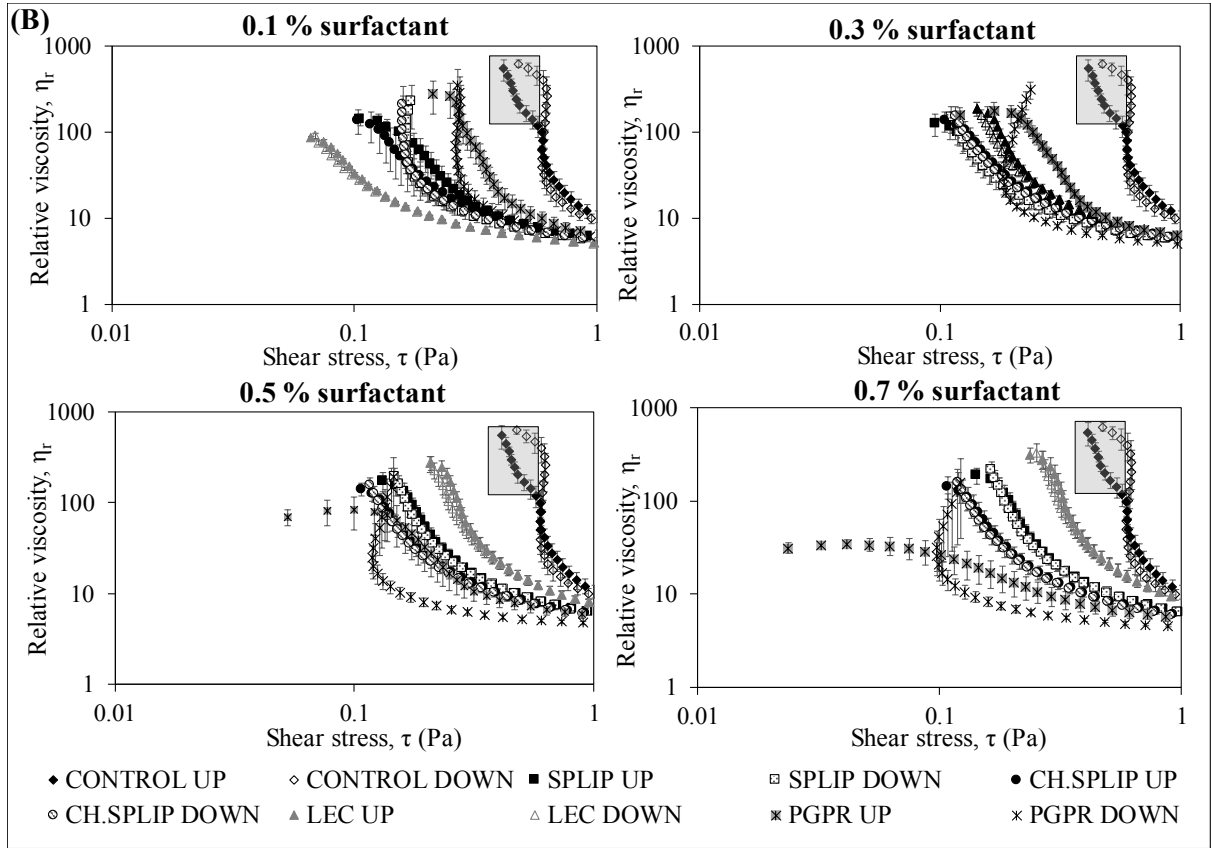 (B)
0.1 % surfactant
1000
100
10
1
0.01
0.1
1
Relative viscosity, ηr
Shear stress, τ (Pa)
0.3 % surfactant
1000
100
10
1
0.01
0.1
1
Relative viscosity, ηr
Shear stress, τ (Pa)
0.5 % surfactant
1000
100
10
1
0.01
0.1
1
Relative viscosity, ηr
Shear stress, τ (Pa)
0.7 % surfactant
1000
100
10
1
0.01
0.1
1
Relative viscosity, ηr
Shear stress, τ (Pa)
CONTROL UP CONTROL DOWN SPLIP UP SPLIP DOWN CH.SPLIP UP
CH.SPLIP DOWN LEC UP LEC DOWN PGPR UP PGPR DOWN